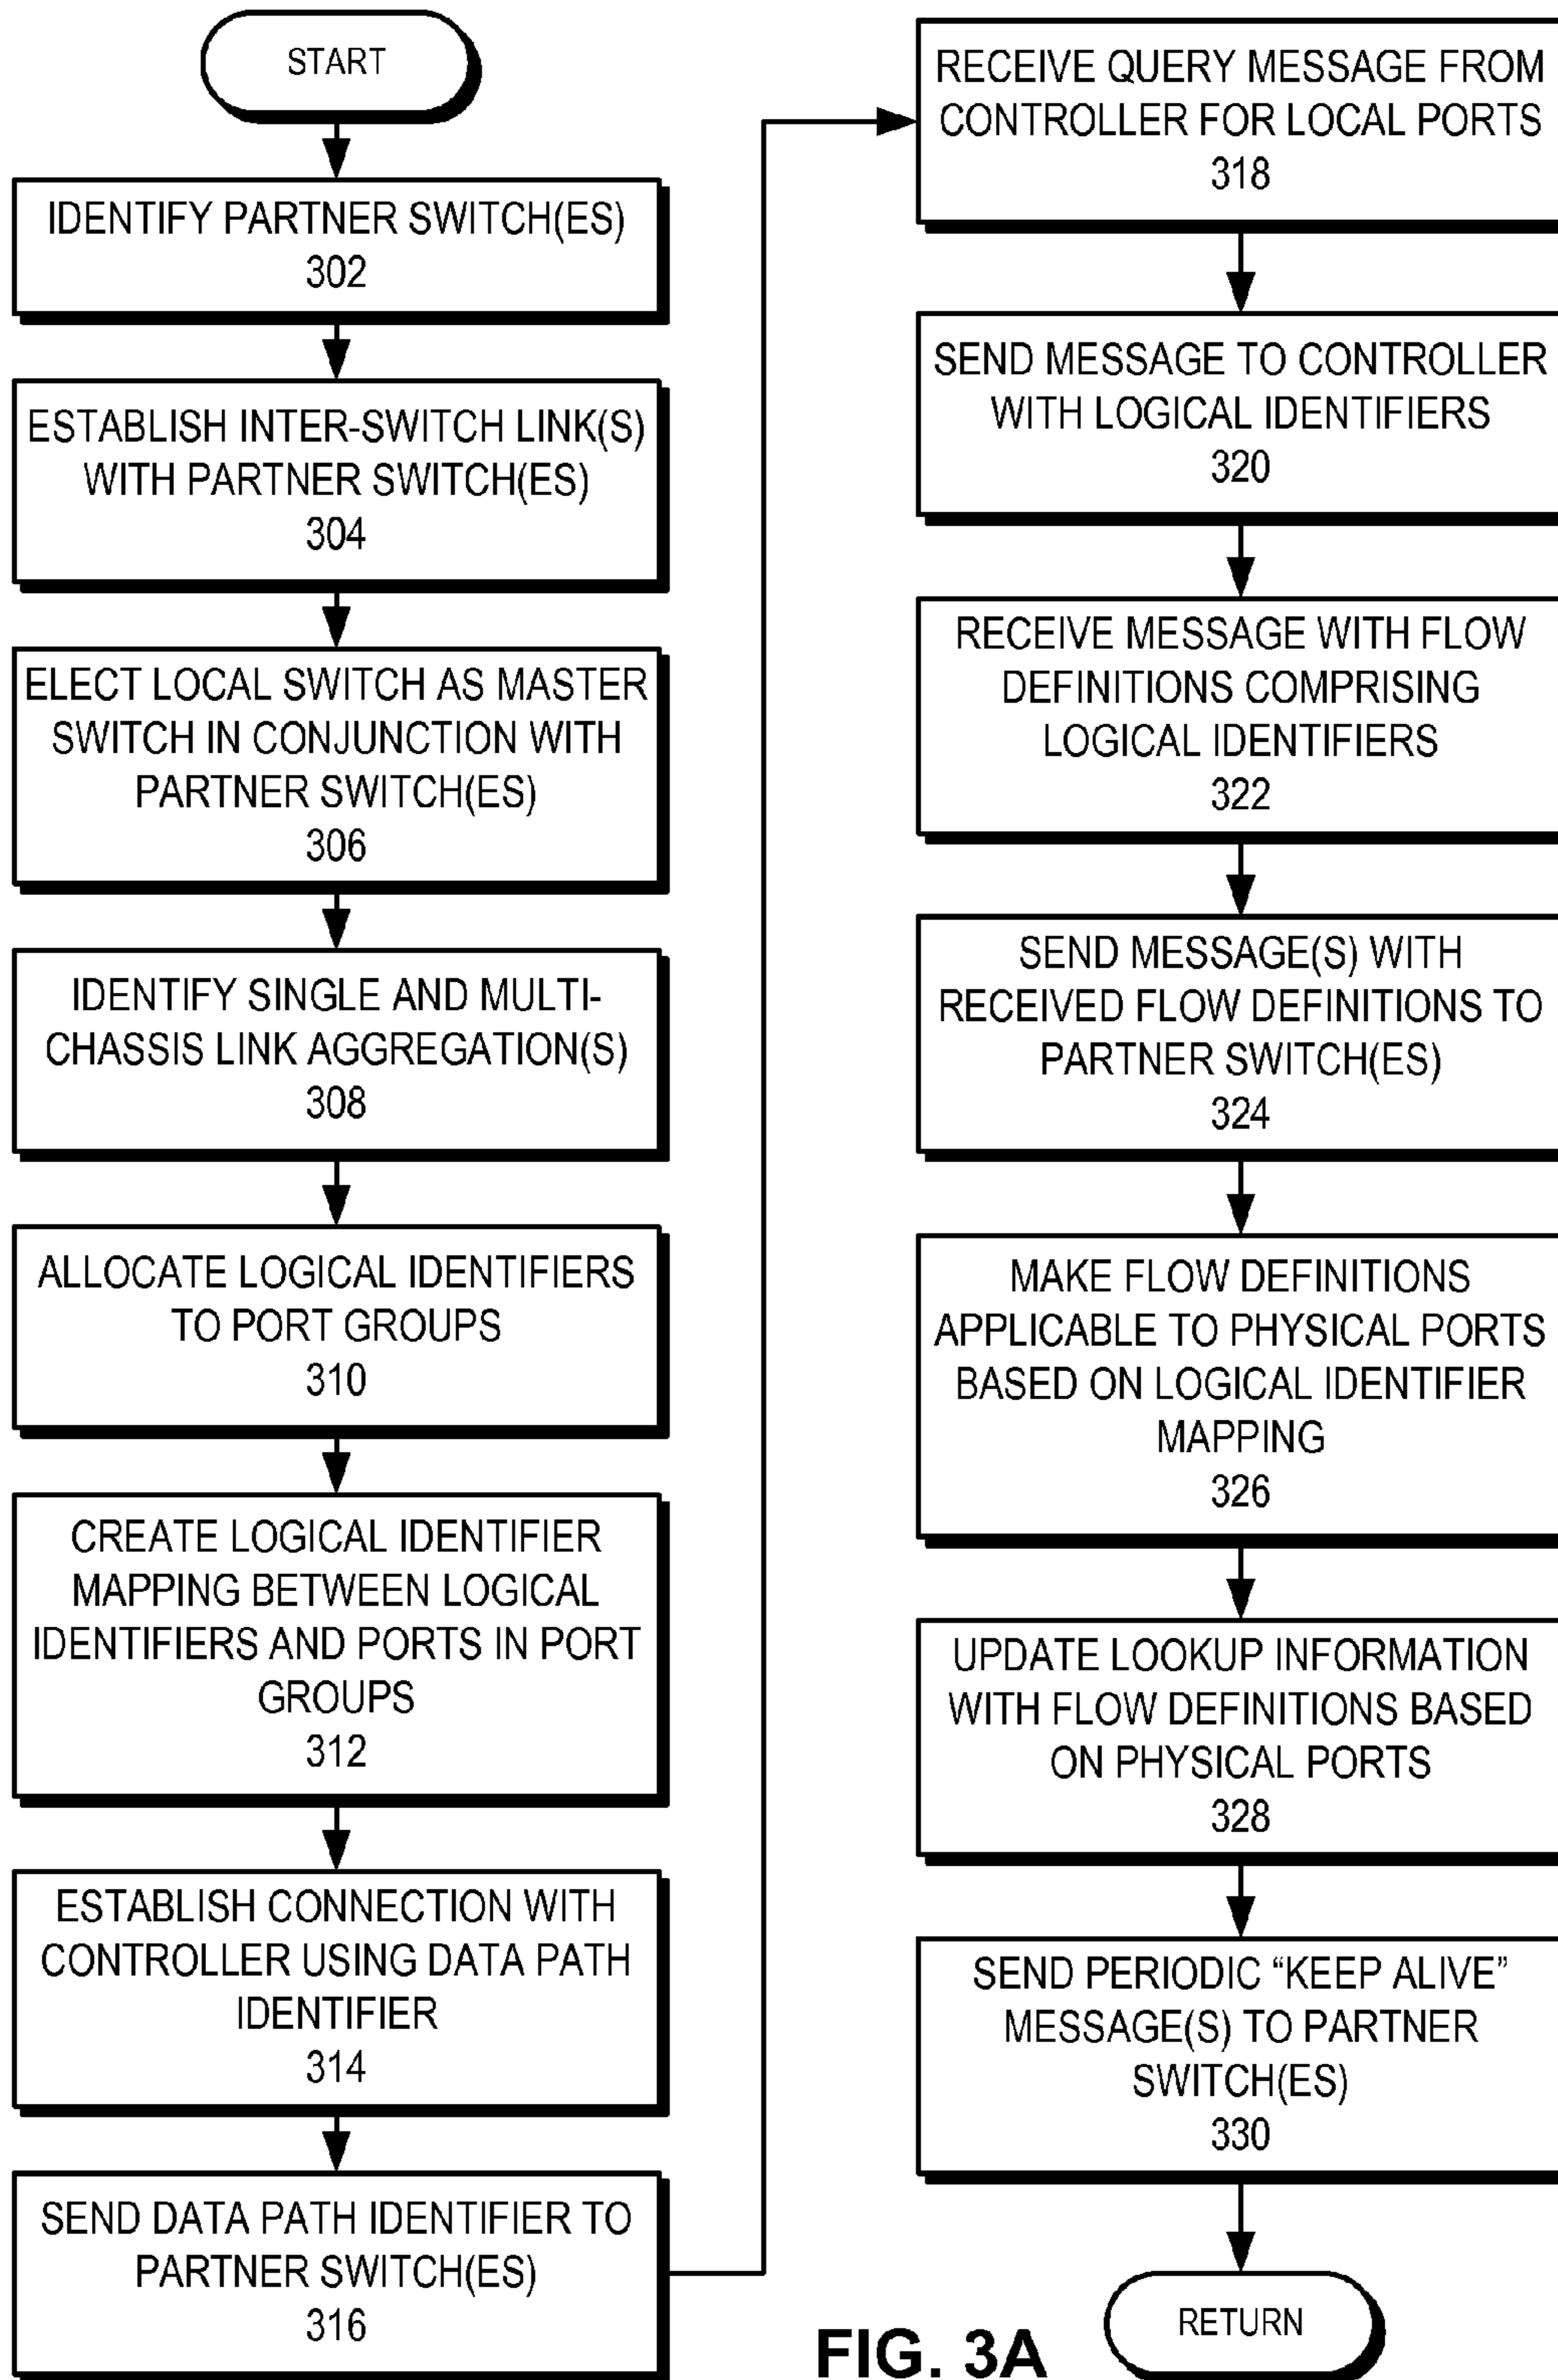 START
IDENTIFY PARTNER SWITCH(ES)
302
ESTABLISH INTER-SWITCH LINK(S)
WITH PARTNER SWITCH(ES)
304
ELECT LOCAL SWITCH AS MASTER
SWITCH IN CONJUNCTION WITH
PARTNER SWITCH(ES)
306
IDENTIFY SINGLE AND MULTI-
CHASSIS LINK AGGREGATION(S)
308
ALLOCATE LOGICAL IDENTIFIERS
TO PORT GROUPS
310
CREATE LOGICAL IDENTIFIER
MAPPING BETWEEN LOGICAL
IDENTIFIERS AND PORTS IN PORT
GROUPS
312
ESTABLISH CONNECTION WITH
CONTROLLER USING DATA PATH
IDENTIFIER
314
SEND DATA PATH IDENTIFIER TO
PARTNER SWITCH(ES)
316
RECEIVE QUERY MESSAGE FROM
CONTROLLER FOR LOCAL PORTS
318
SEND MESSAGE TO CONTROLLER
WITH LOGICAL IDENTIFIERS
320
RECEIVE MESSAGE WITH FLOW
DEFINITIONS COMPRISING
LOGICAL IDENTIFIERS
322
SEND MESSAGE(S) WITH
RECEIVED FLOW DEFINITIONS TO
PARTNER SWITCH(ES)
324
MAKE FLOW DEFINITIONS
APPLICABLE TO PHYSICAL PORTS
BASED ON LOGICAL IDENTIFIER
MAPPING
326
UPDATE LOOKUP INFORMATION
WITH FLOW DEFINITIONS BASED
ON PHYSICAL PORTS
328
SEND PERIODIC “KEEP ALIVE”
MESSAGE(S) TO PARTNER
SWITCH(ES)
330
RETURN
FIG. 3A